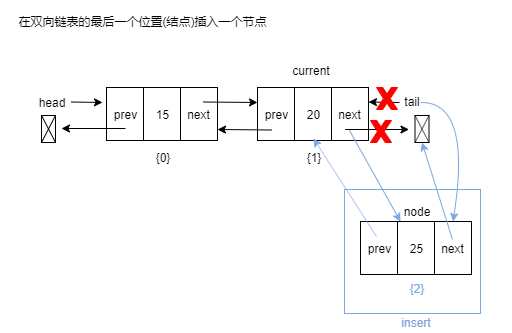 在双向链表的最后一个位置(结点)插入一个节点
current
head
tail
prev 15 next
prev 20 next
{0}
{1}
node
prev 25 next
{2}
insert